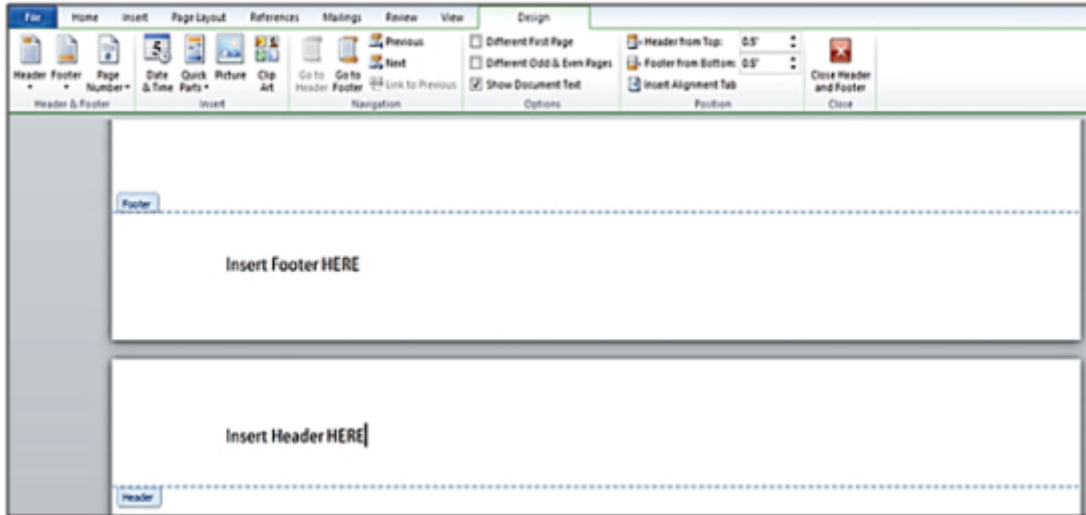 File Home Insert Page Layout References Mailings Review View Design
Header Footer Page Number
Date & Time Quick Parts Picture Clip Art
Go to Header Go to Footer Previous
Next
Link to Previous
Different First Page
Different Odd & Even Pages
Show Document Text
Header from Top: 0.5"
Footer from Bottom: 0.5"
Insert Alignment Tab
Close Header and Footer
Header & Footer Insert Navigation Options Position Close
Footer
Insert Footer HERE
Insert Header HERE
Header